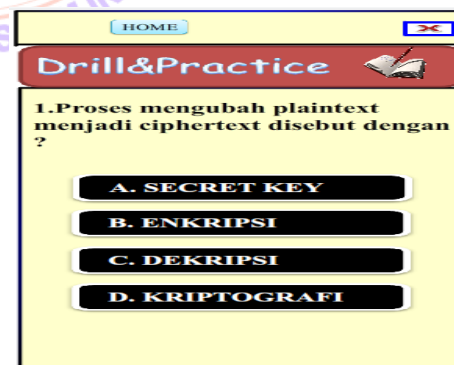 HOME
Drill&Practice
1.Proses mengubah plaintext
menjadi ciphertext disebut dengan
?
A. SECRET KEY
B. ENKRIPSI
C. DEKRIPSI
D. KRIPTOGRAFI